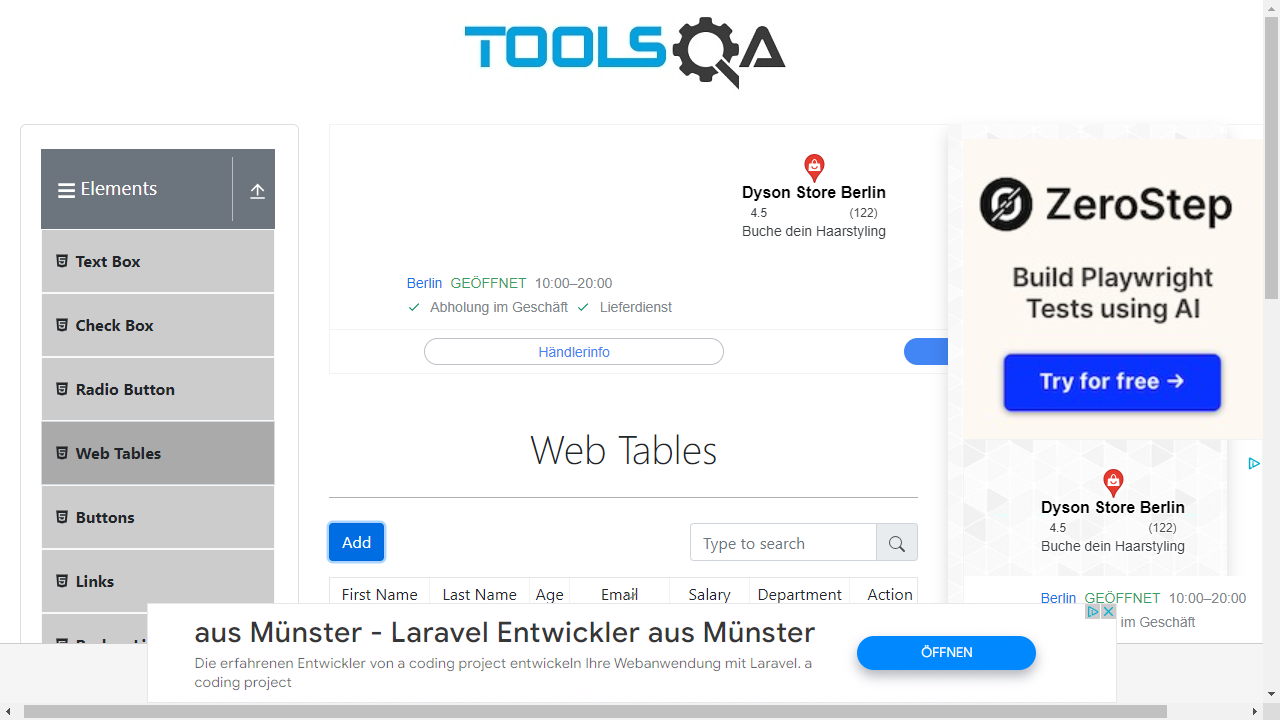 TOOLSQA
Elements
Text Box
Check Box
Radio Button
Web Tables
Buttons
Links
Dyson Store Berlin
4.5 (122)
Buche dein Haarstyling
Berlin GEÖFFNET 10:00–20:00
Abholung im Geschäft Lieferdienst
Händlerinfo
Web Tables
Add
Type to search
First Name Last Name Age Email Salary Department Action
ZeroStep
Build Playwright
Tests using AI
Try for free →
Dyson Store Berlin
4.5 (122)
Buche dein Haarstyling
Berlin GEÖFFNET 10:00–20:00
im Geschäft
aus Münster - Laravel Entwickler aus Münster
Die erfahrenen Entwickler von a coding project entwickeln Ihre Webanwendung mit Laravel. a
coding project
ÖFFNEN